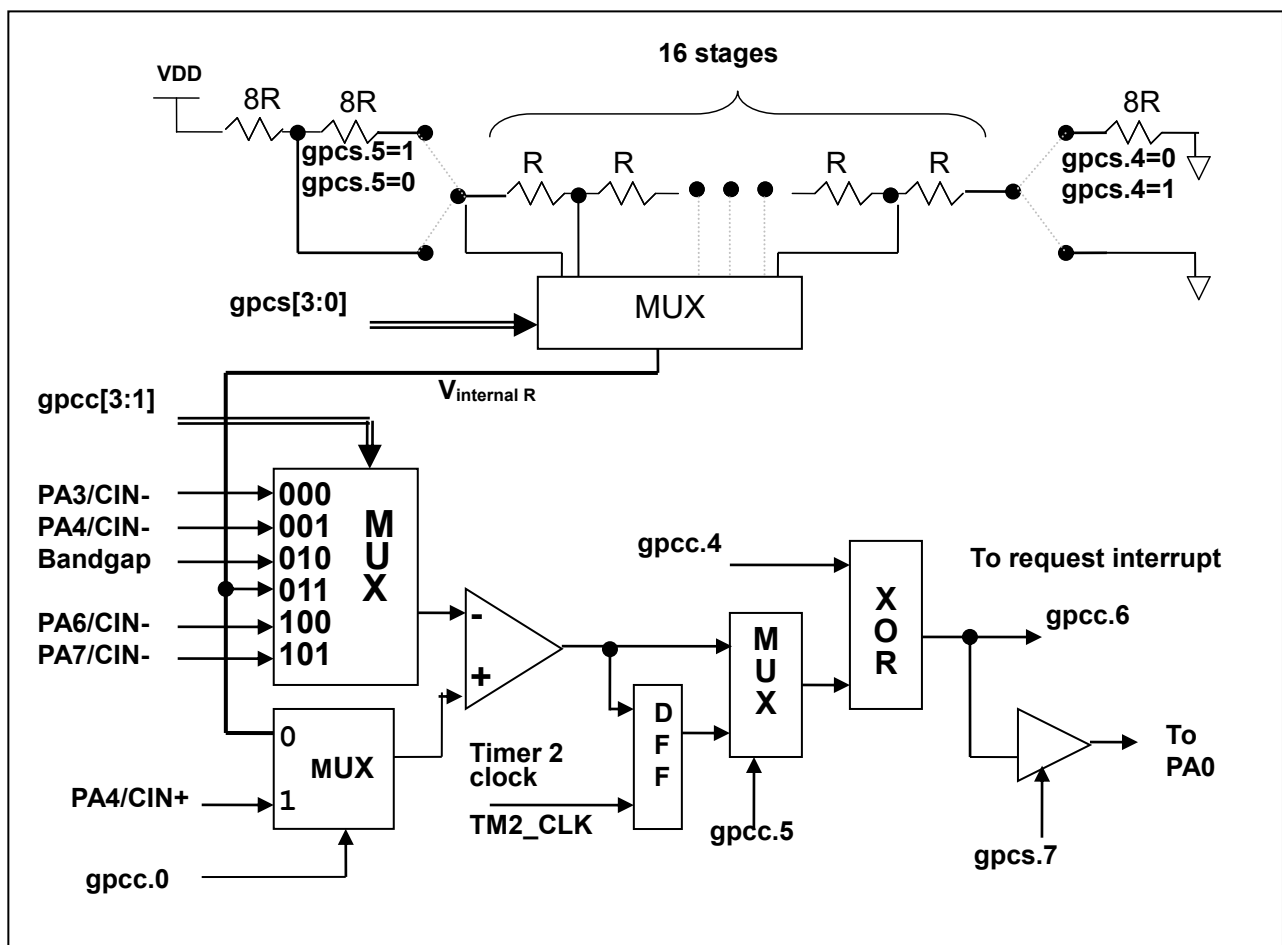 16 stages
VDD
8R
8R
8R
gpcs.5=1
gpcs.5=0
R
R
R
R
gpcs.4=0
gpcs.4=1
gpcs[3:0]
MUX
Vinternal R
gpcc[3:1]
PA3/CIN-
PA4/CIN-
Bandgap
PA6/CIN-
PA7/CIN-
000
001
010
011
100
101
M
U
X
-
+
gpcc.4
To request interrupt
X
O
R
gpcc.6
M
U
X
D
F
F
0
MUX
1
PA4/CIN+
gpcc.0
Timer 2
clock
TM2_CLK
gpcc.5
To
PA0
gpcs.7